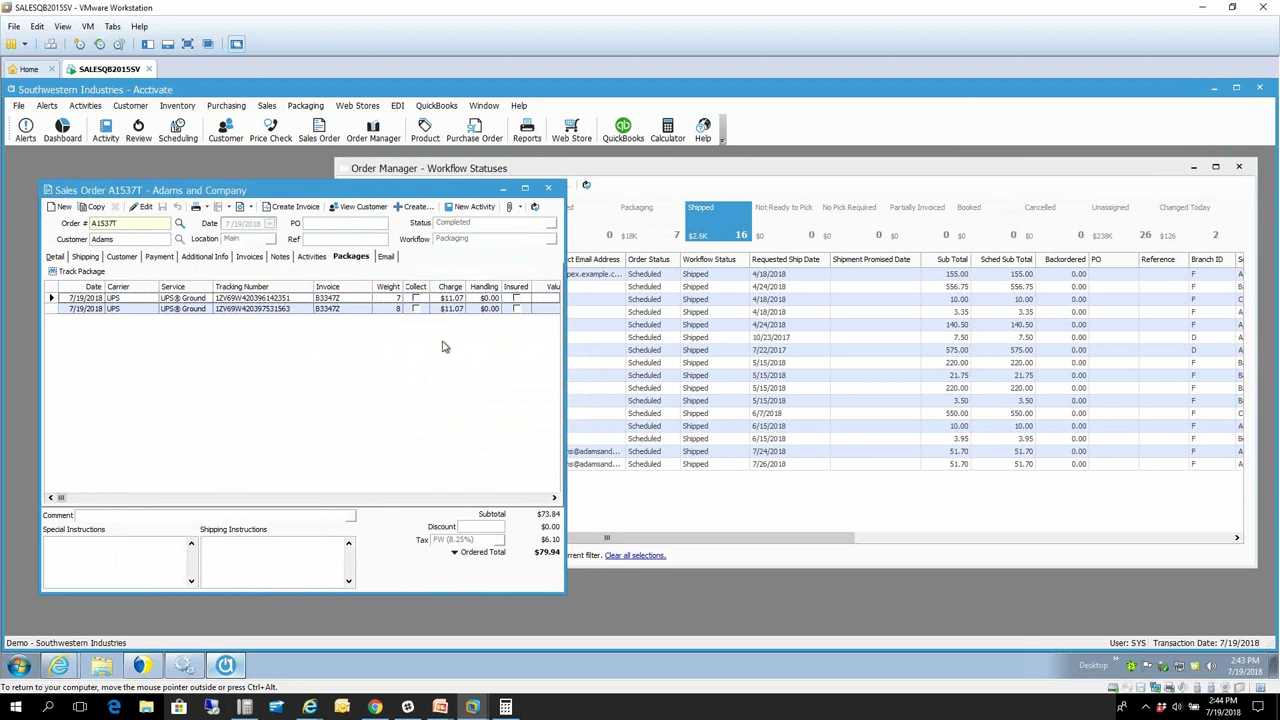 SALESQB2015SV - VMware Workstation
File Edit View VM Tabs Help
Home SALESQB2015SV
Southwestern Industries - Acctivate
File Alerts Activities Customer Inventory Purchasing Sales Packaging Web Stores EDI QuickBooks Window Help
Alerts Dashboard Activity Review Scheduling Customer Price Check Sales Order Order Manager Product Purchase Order Reports Web Store QuickBooks Calculator Help
Order Manager - Workflow Statuses
Packaging Shipped Not Ready to Pick No Pick Required Partially Invoiced Booked Cancelled Unassigned Changed Today
0 $18K 7 $2.6K 16 $0 0 $0 0 $0 0 $0 0 $0 0 $238K 26 $126 2
ct Email Address Order Status Workflow Status Requested Ship Date Shipment Promised Date Sub Total Sched Sub Total Backordered PO Reference Branch ID
pex.example.c... Scheduled Shipped 4/18/2018 155.00 155.00 0.00 F
Scheduled Shipped 4/24/2018 556.75 556.75 0.00 F
Scheduled Shipped 4/18/2018 10.00 10.00 0.00 F
Scheduled Shipped 4/18/2018 3.35 3.35 0.00 F
Scheduled Shipped 4/24/2018 140.50 140.50 0.00 F
Scheduled Shipped 10/23/2017 7.50 7.50 0.00 D
Scheduled Shipped 7/22/2017 575.00 575.00 0.00 F
Scheduled Shipped 5/15/2018 220.00 220.00 0.00 F
Scheduled Shipped 5/15/2018 21.75 21.75 0.00 F
Scheduled Shipped 5/15/2018 220.00 220.00 0.00 F
Scheduled Shipped 5/15/2018 3.50 3.50 0.00 F
Scheduled Shipped 6/7/2018 550.00 550.00 0.00 F
Scheduled Shipped 6/15/2018 10.00 10.00 0.00 F
Scheduled Shipped 6/15/2018 3.95 3.95 0.00 F
ms@adamsand... Scheduled Shipped 7/24/2018 51.70 51.70 0.00 F
ms@adamsand... Scheduled Shipped 7/26/2018 51.70 51.70 0.00 F
rrent filter. Clear all selections.
Sales Order A1537T - Adams and Company
New Copy Edit Create Invoice View Customer Create... New Activity
Order # A1537T Date 7/19/2018 PO Status Completed
Customer Adams Location Main Ref Workflow Packaging
Detail Shipping Customer Payment Additional Info Invoices Notes Activities Packages Email
Track Package
Date Carrier Service Tracking Number Invoice Weight Collect Charge Handling Insured Valu
7/19/2018 UPS UPS® Ground 1ZV69W420396142351 B3347Z 7 $11.07 $0.00
7/19/2018 UPS UPS® Ground 1ZV69W420397531563 B3347Z 8 $11.07 $0.00
Comment Subtotal $73.84
Special Instructions Shipping Instructions Discount $0.00
Tax FW (8.25%) $6.10
Ordered Total $79.94
Demo - Southwestern Industries User: SYS Transaction Date: 7/19/2018
Desktop 2:43 PM
7/19/2018
To return to your computer, move the mouse pointer outside or press Ctrl+Alt.
2:44 PM
7/19/2018